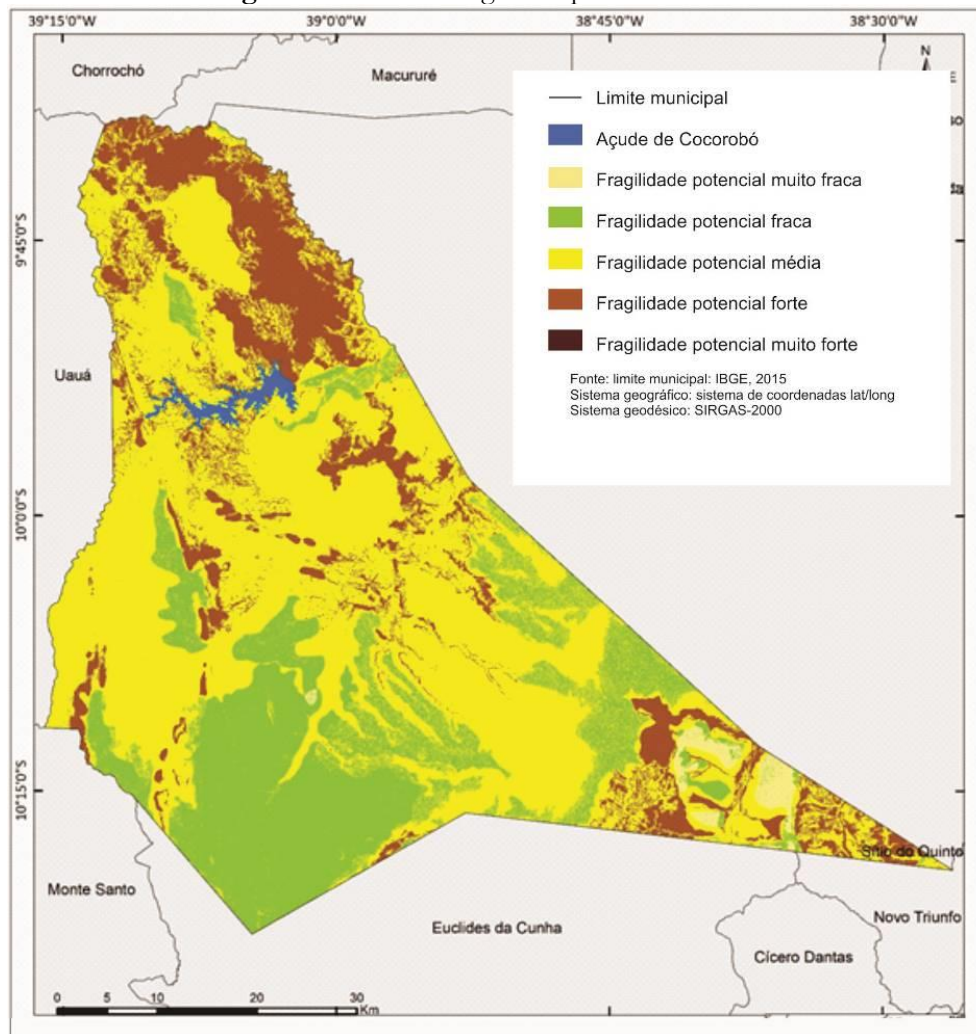 39°15'0"W 39°0'0"W 38°45'0"W 38°30'0"W
Chorrochó
Macururé
N
Limite municipal
Açude de Cocorobó
Fragilidade potencial muito fraca
Fragilidade potencial fraca
Fragilidade potencial média
Fragilidade potencial forte
Fragilidade potencial muito forte
Fonte: limite municipal: IBGE, 2015
Sistema geográfico: sistema de coordenadas lat/long
Sistema geodésico: SIRGAS-2000
9°45'0"S
Uauá
10°0'0"S
10°15'0"S
Sítio do Quinto
Monte Santo
Euclides da Cunha
Novo Triunfo
Cícero Dantas
0 5 10 20 30
Km